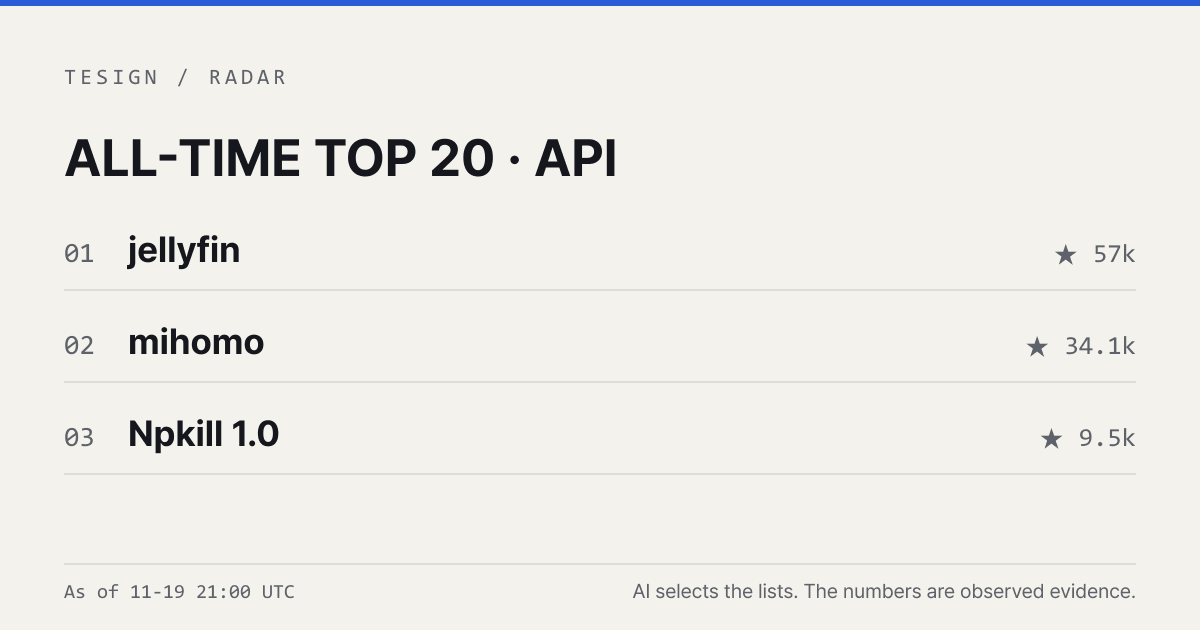 TESIGN / RADAR
ALL-TIME TOP 20 · API
01 jellyfin ★ 57k
02 mihomo ★ 34.1k
03 Npkill 1.0 ★ 9.5k
As of 11-19 21:00 UTC
AI selects the lists. The numbers are observed evidence.